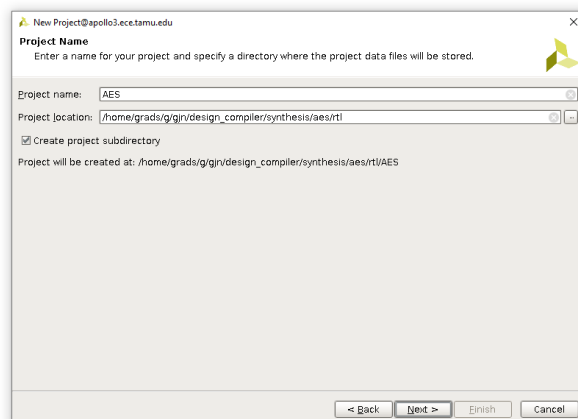 New Project@apollo3.ece.tamu.edu
Project Name
Enter a name for your project and specify a directory where the project data files will be stored.
Project name: AES
Project location: /home/grads/g/gjn/design_compiler/synthesis/aes/rtl
Create project subdirectory
Project will be created at: /home/grads/g/gjn/design_compiler/synthesis/aes/rtl/AES
< Back Next > Finish Cancel